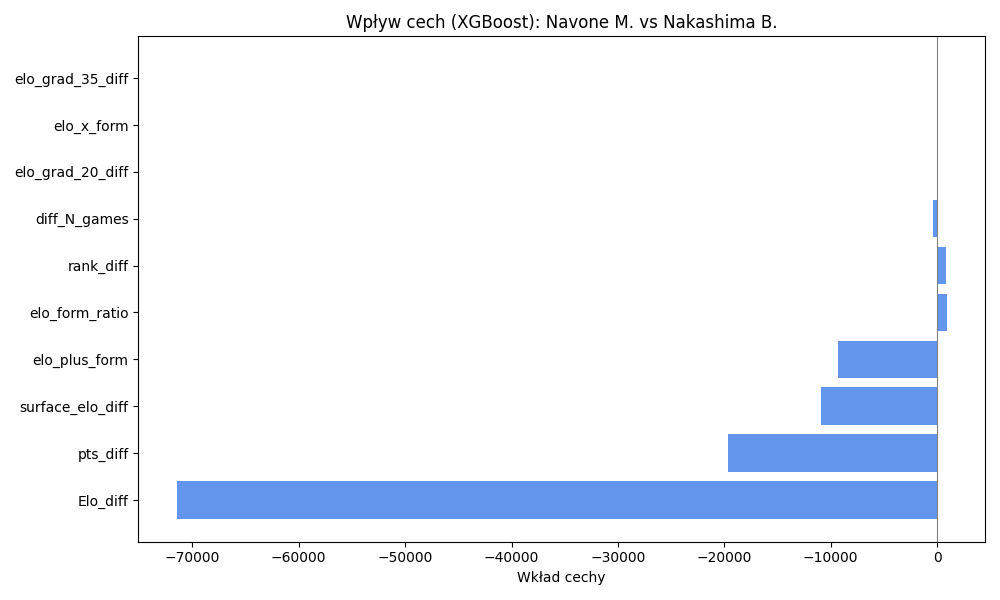 Wpływ cech (XGBoost): Navone M. vs Nakashima B.
elo_grad_35_diff
elo_x_form
elo_grad_20_diff
diff_N_games
rank_diff
elo_form_ratio
elo_plus_form
surface_elo_diff
pts_diff
Elo_diff
−70000 −60000 −50000 −40000 −30000 −20000 −10000 0
Wkład cechy